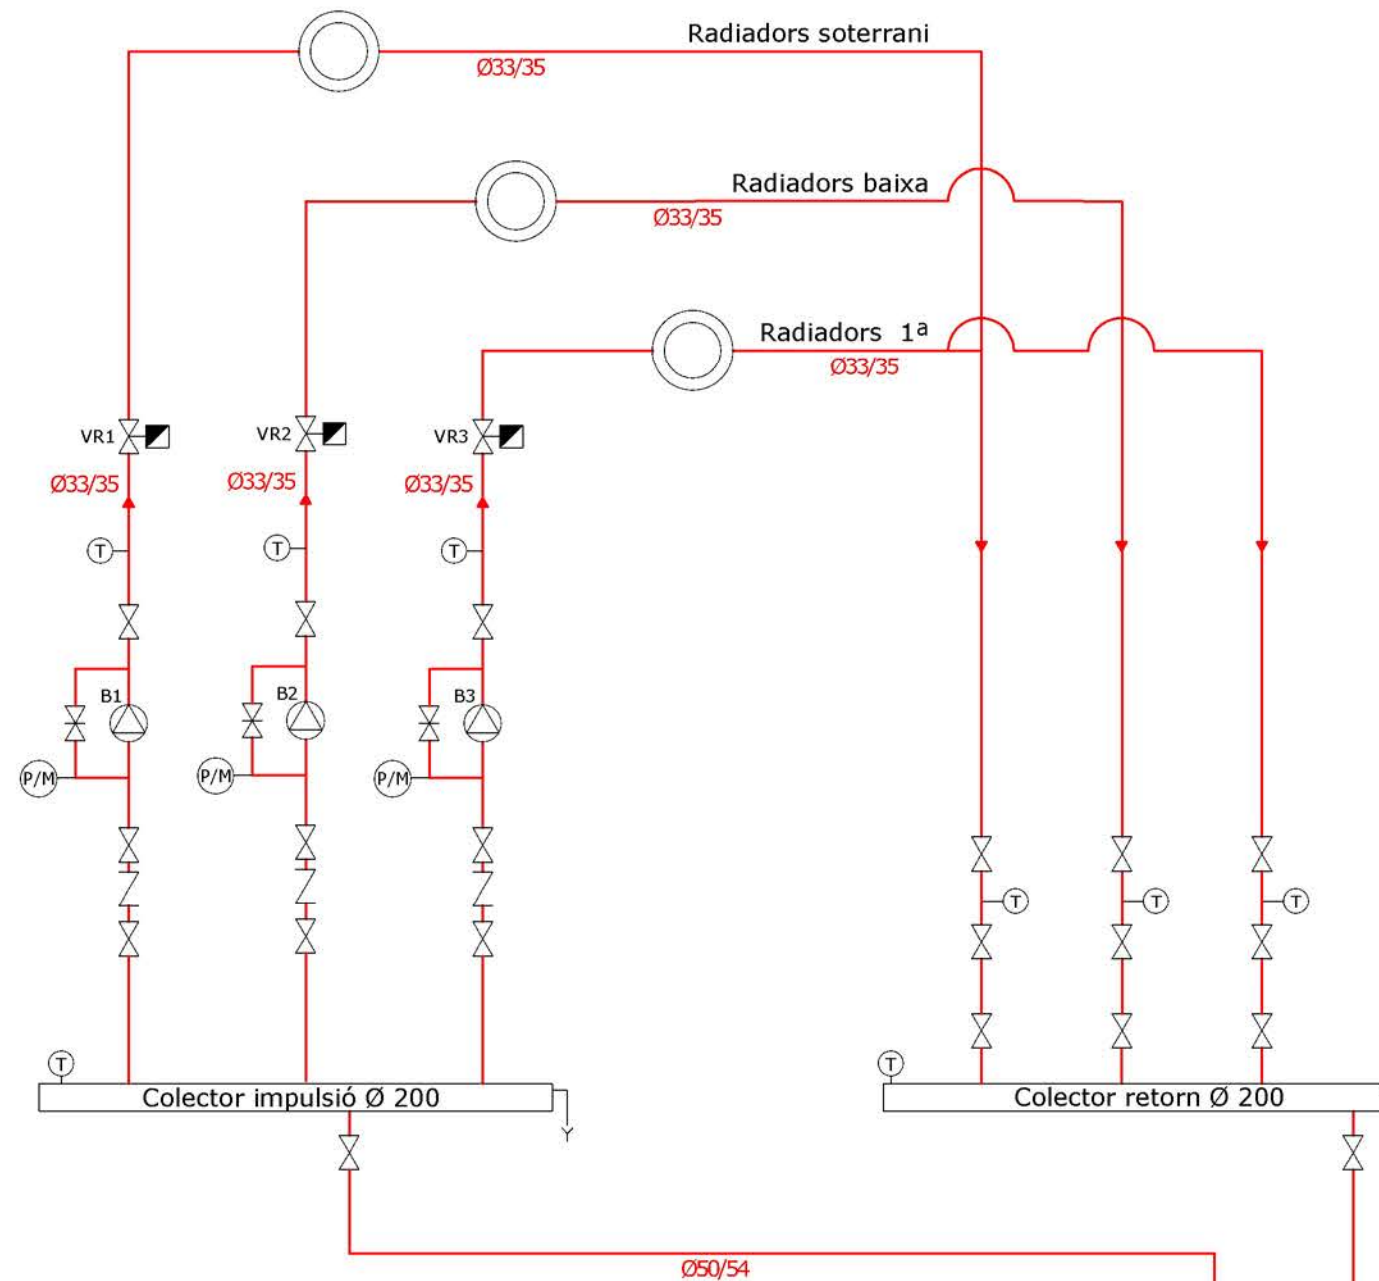 Radiadors soterrani
Ø33/35
Radiadors baixa
Ø33/35
Radiadors 1ª
Ø33/35
VR1
VR2
VR3
Ø33/35
Ø33/35
Ø33/35
T
T
T
B1
B2
B3
P/M
P/M
P/M
T
T
T
T
T
Colector impulsió Ø 200
Colector retorn Ø 200
Y
Ø50/54